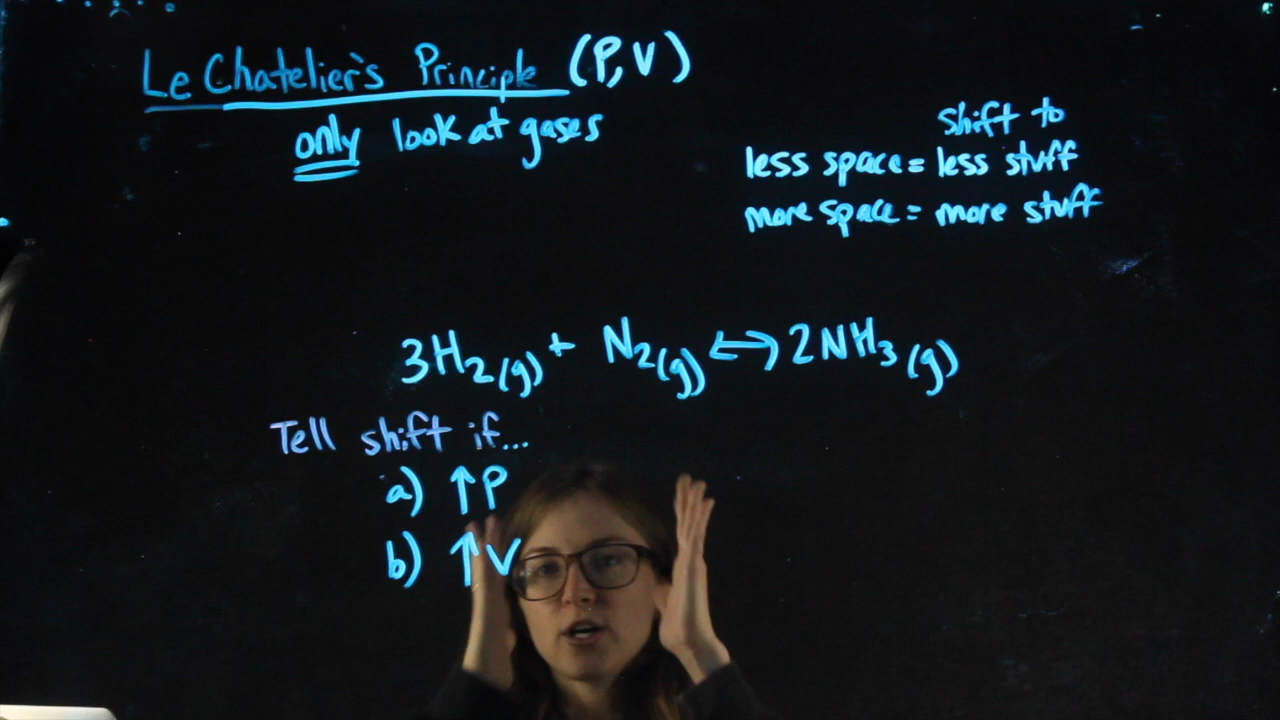 Le Chatelier's Principle (P,V)
only look at gases
shift to
less space = less stuff
more space = more stuff
3H₂(g) + N₂(g) ↔ 2NH₃(g)
Tell shift if...
a) ↑P
b) ↑V